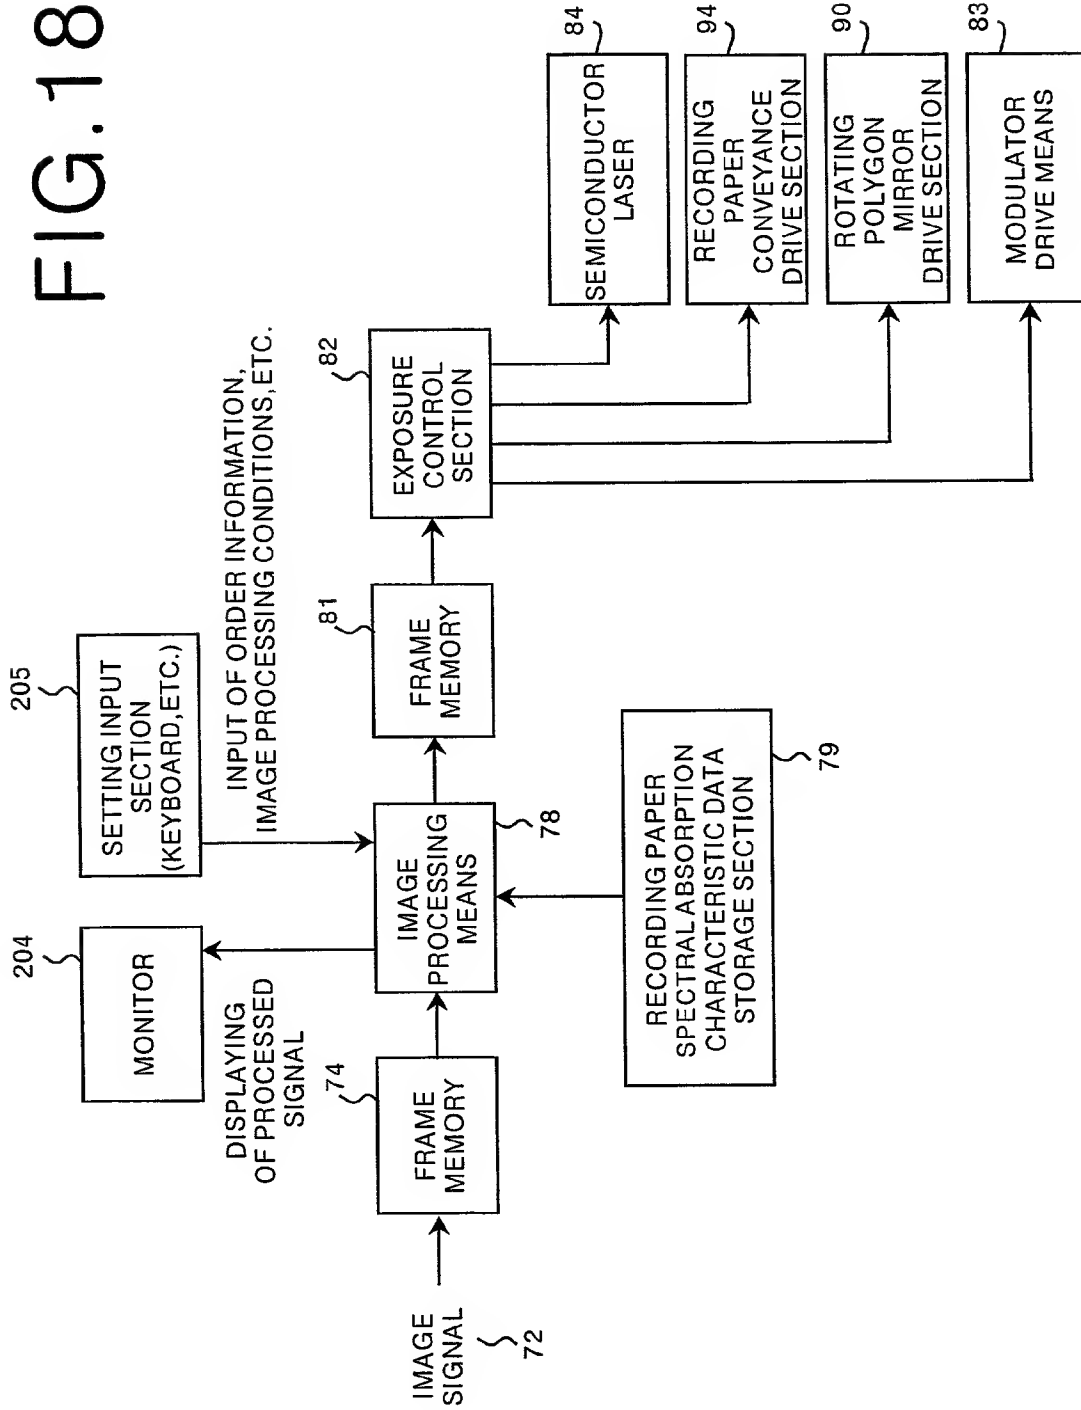 FIG.18
205
SETTING INPUT
SECTION
(KEYBOARD,ETC.)
204
MONITOR
INPUT OF ORDER INFORMATION,
IMAGE PROCESSING CONDITIONS,ETC.
DISPLAYING
OF PROCESSED
SIGNAL
IMAGE
SIGNAL
72
74
FRAME
MEMORY
IMAGE
PROCESSING
MEANS
78
81
FRAME
MEMORY
82
EXPOSURE
CONTROL
SECTION
RECORDING PAPER
SPECTRAL ABSORPTION
CHARACTERISTIC DATA
STORAGE SECTION
79
84
SEMICONDUCTOR
LASER
94
RECORDING
PAPER
CONVEYANCE
DRIVE SECTION
90
ROTATING
POLYGON
MIRROR
DRIVE SECTION
83
MODULATOR
DRIVE MEANS